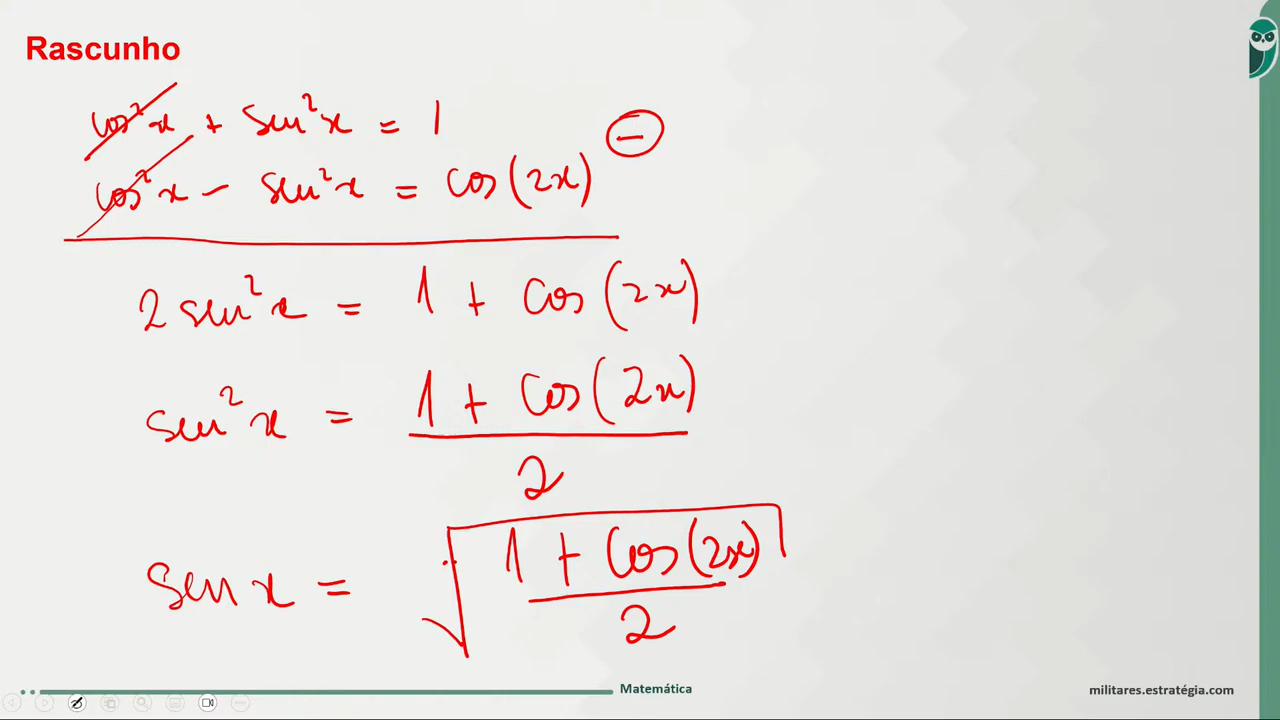 Rascunho
cos²x + sen²x = 1
cos²x - sen²x = cos(2x) -
2 sen²x = 1 + cos(2x)
sen²x = 1 + cos(2x) / 2
sen x = √(1 + cos(2x) / 2)
Matemática
militares.estratégia.com